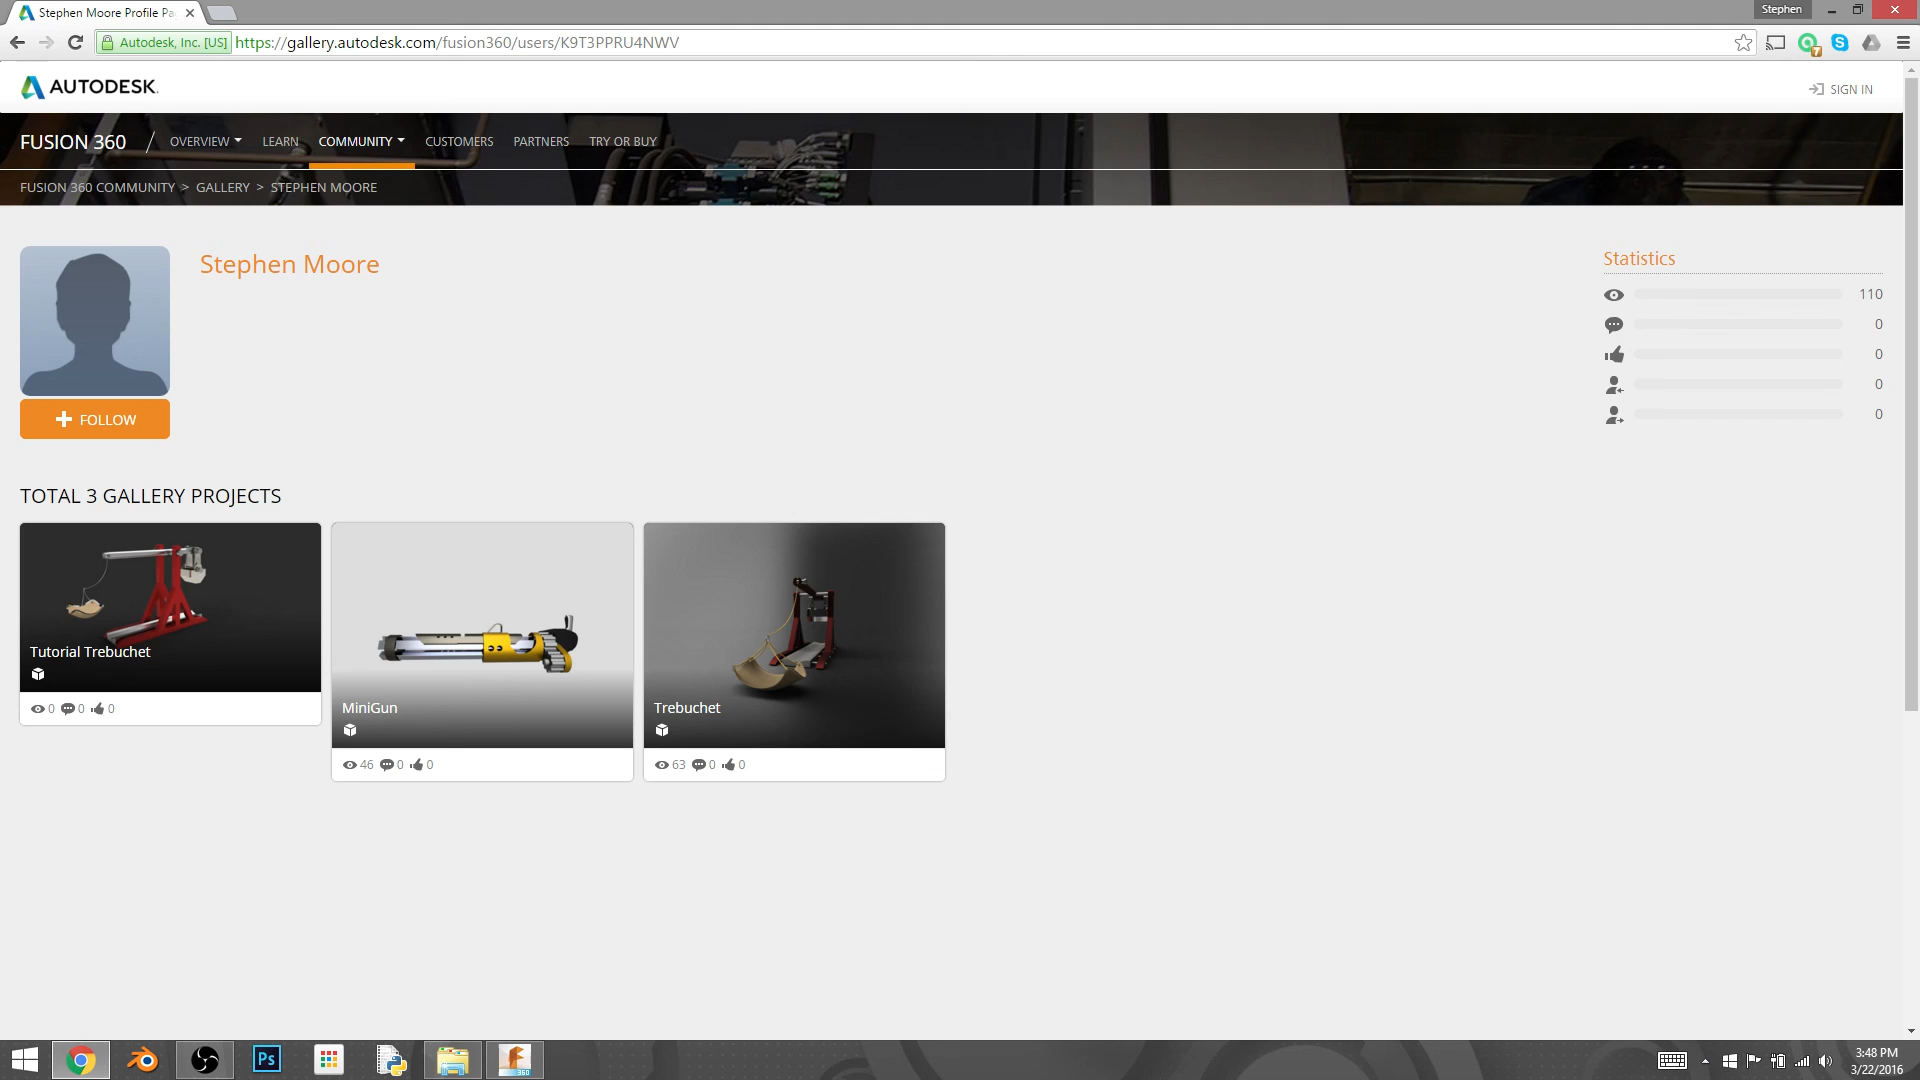 Stephen Moore Profile Pa
Stephen
Autodesk, Inc. [US] https://gallery.autodesk.com/fusion360/users/K9T3PPRU4NWV
7
AUTODESK.
SIGN IN
FUSION 360 / OVERVIEW LEARN COMMUNITY CUSTOMERS PARTNERS TRY OR BUY
FUSION 360 COMMUNITY > GALLERY > STEPHEN MOORE
Stephen Moore
Statistics
110
0
0
0
0
FOLLOW
TOTAL 3 GALLERY PROJECTS
Tutorial Trebuchet
0 0 0
MiniGun
46 0 0
Trebuchet
63 0 0
Ps
360
3:48 PM
3/22/2016